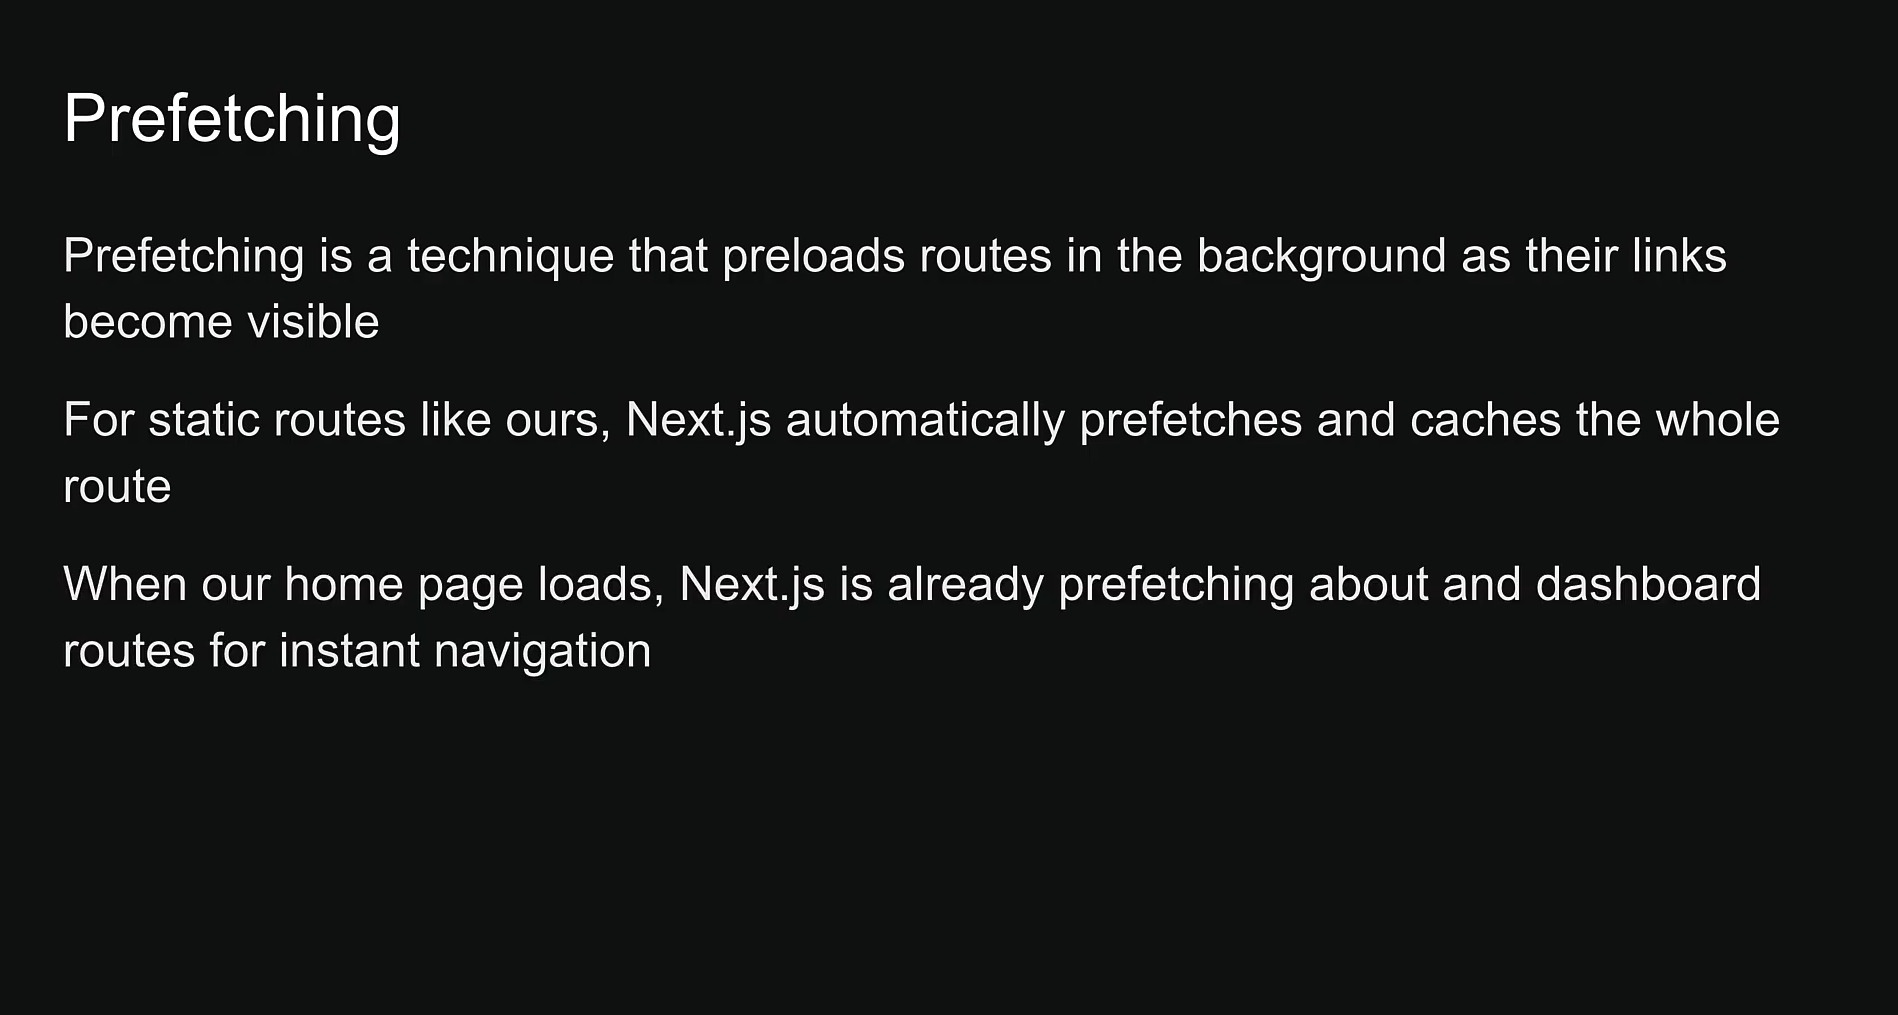 Prefetching
Prefetching is a technique that preloads routes in the background as their links
become visible
For static routes like ours, Next.js automatically prefetches and caches the whole
route
When our home page loads, Next.js is already prefetching about and dashboard
routes for instant navigation